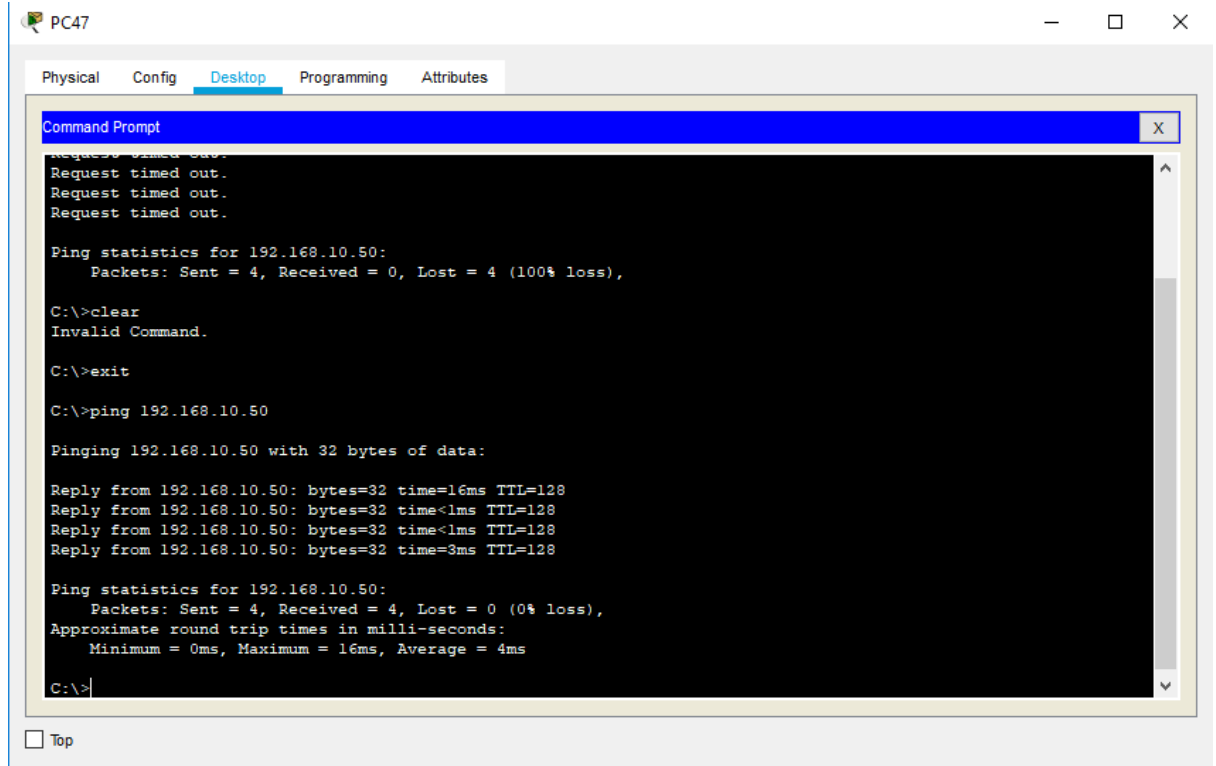 PC47
Physical Config Desktop Programming Attributes
Command Prompt
X
Request timed out.
Request timed out.
Request timed out.
Request timed out.
Ping statistics for 192.168.10.50:
Packets: Sent = 4, Received = 0, Lost = 4 (100% loss),
C:\>clear
Invalid Command.
C:\>exit
C:\>ping 192.168.10.50
Pinging 192.168.10.50 with 32 bytes of data:
Reply from 192.168.10.50: bytes=32 time=16ms TTL=128
Reply from 192.168.10.50: bytes=32 time<1ms TTL=128
Reply from 192.168.10.50: bytes=32 time<1ms TTL=128
Reply from 192.168.10.50: bytes=32 time=3ms TTL=128
Ping statistics for 192.168.10.50:
Packets: Sent = 4, Received = 4, Lost = 0 (0% loss),
Approximate round trip times in milli-seconds:
Minimum = 0ms, Maximum = 16ms, Average = 4ms
C:\>
Top